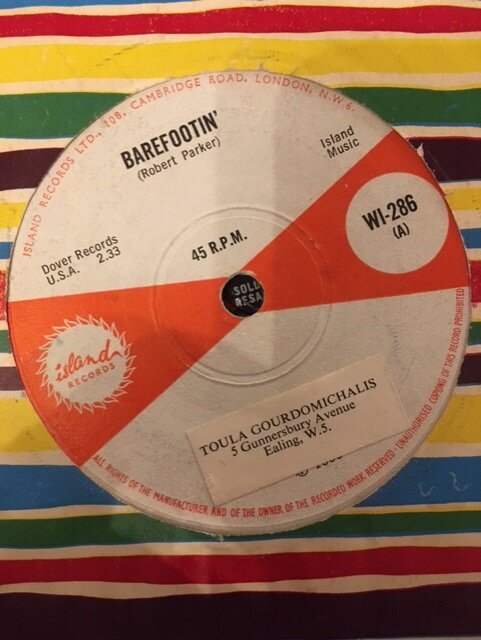 ISLAND RECORDS LTD., 108, CAMBRIDGE ROAD, LONDON, N.W.6.
BAREFOOTIN'
(Robert Parker)
Island
Music
WI-286
(A)
Dover Records
U.S.A. 2.33
45 R.P.M.
SOLD
RESA
island
RECORDS
TOULA GOURDOMICHALIS
5 Gunnersbury Avenue
Ealing, W.5.
ALL RIGHTS OF THE MANUFACTURER AND OF THE OWNER OF THE RECORDED WORK RESERVED - UNAUTHORISED COPYING OF THIS RECORD PROHIBITED